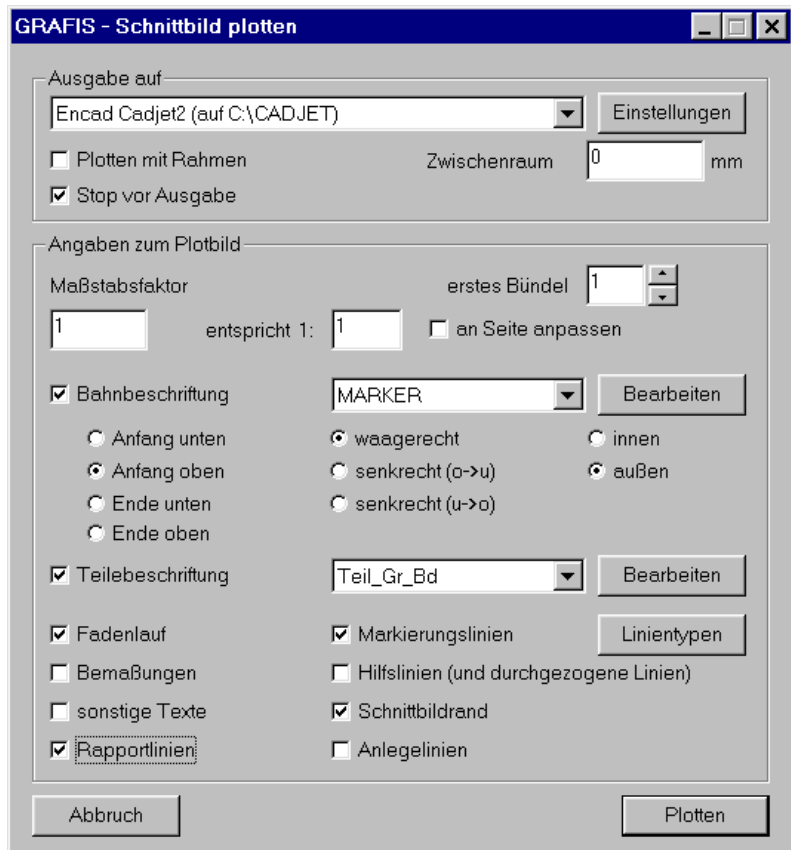 GRAFIS - Schnittbild plotten
Ausgabe auf
Encad Cadjet2 (auf C:\CADJET)
Einstellungen
Plotten mit Rahmen
Zwischenraum
0
mm
Stop vor Ausgabe
Angaben zum Plotbild
Maßstabsfaktor
erstes Bündel
1
1
entspricht 1:
1
an Seite anpassen
Bahnbeschriftung
MARKER
Bearbeiten
Anfang unten
waagerecht
innen
Anfang oben
senkrecht (o->u)
außen
Ende unten
senkrecht (u->o)
Ende oben
Teilebeschriftung
Teil_Gr_Bd
Bearbeiten
Fadenlauf
Markierungslinien
Linientypen
Bemaßungen
Hilfslinien (und durchgezogene Linien)
sonstige Texte
Schnittbildrand
Rapportlinien
Anlegelinien
Abbruch
Plotten